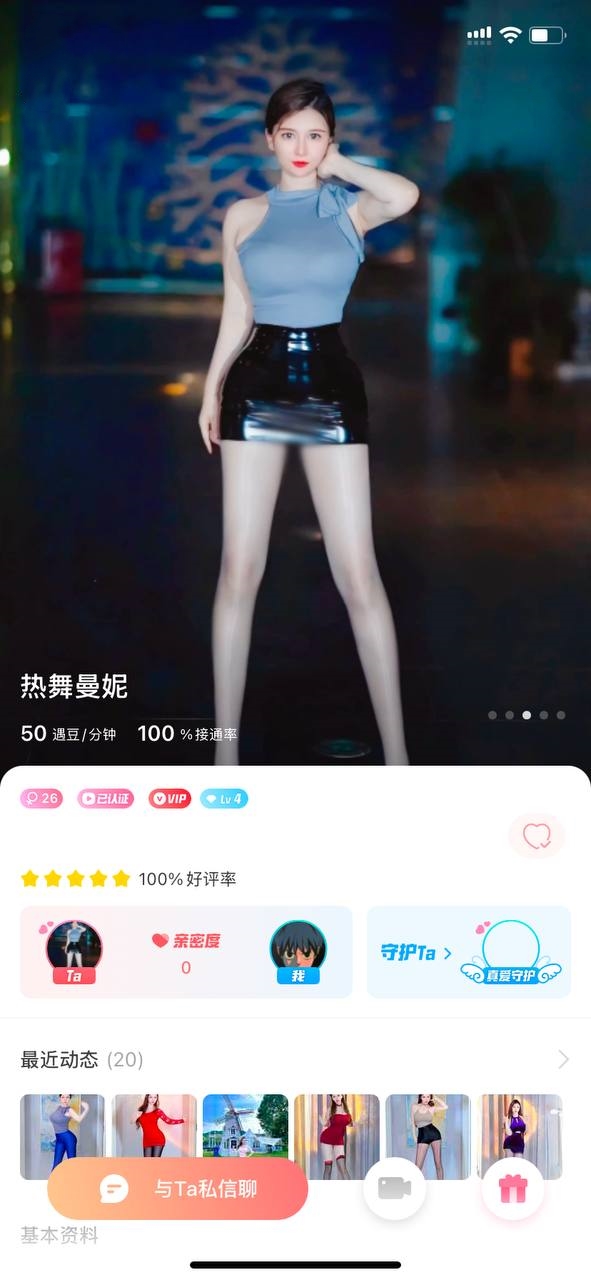 热舞曼妮
50 遇豆/分钟 100 %接通率
26 已认证 VIP Lv 4
100%好评率
亲密度
守护Ta
0
Ta
我
真爱守护
最近动态 (20)
与Ta私信聊
基本资料